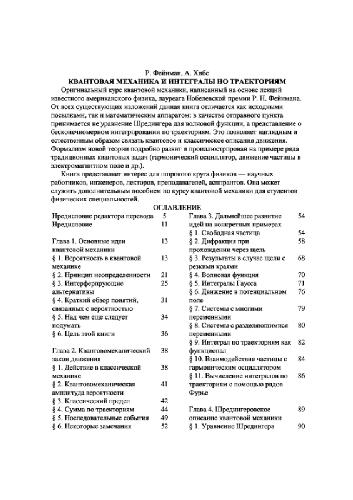 Р. Фейнман, А. Хибс
КВАНТОВАЯ МЕХАНИКА И ИНТЕГРАЛЫ ПО ТРАЕКТОРИЯМ
Оригинальный курс квантовой механики, написанный на основе лекций
известного американского физика, лауреата Нобелевской премии Р. П. Фейнмана.
От всех существующих изложений данная книга отличается как исходными
посылками, так и математическим аппаратом: в качестве отправного пункта
принимается не уравнение Шредингера для волновой функции, а представление о
бесконечномерном интегрировании по траекториям. Это позволяет наглядным и
естественным образом связать квантовое и классическое описания движения.
Формализм новой теории подробно развит и проиллюстрирован на примере ряда
традиционных квантовых задач (гармонический осциллятор, движение частицы в
электромагнитном поле и др.).
Книга представляет интерес для широкого круга физиков — научных
работников, инженеров, лекторов, преподавателей, аспирантов. Она может
служить дополнительным пособием по курсу квантовой механики для студентов
физических специальностей.
ОГЛАВЛЕНИЕ
Предисловие редактора перевода 5
Предисловие 11
Глава 1. Основные идеи 13
квантовой механики
§ 1. Вероятность в квантовой 13
механике
§ 2. Принцип неопределенности 21
§ 3. Интерферирующие 25
альтернативы
§ 4. Краткий обзор понятий, 31
связанных с вероятностью
§ 5. Над чем еще следует 34
подумать
§ 6. Цель этой книги 36
Глава 2. Квантовомеханический 38
закон движения
§ 1. Действие в классической 38
механике
§ 2. Квантовомеханическая 41
амплитуда вероятности
§ 3. Классический предел 42
§ 4. Сумма по траекториям 44
§ 5. Последовательные события 49
§ 6. Некоторые замечания 52
Глава 3. Дальнейшее развитие 54
идей на конкретных примерах
§ 1. Свободная частица 54
§ 2. Дифракция при 58
прохождении через щель
§ 3. Результаты в случае щели с 68
резкими краями
§ 4. Волновая функция 70
§ 5. Интегралы Гаусса 71
§ 6. Движение в потенциальном 76
поле
§ 7. Системы с многими 79
переменными
§ 8. Системы с разделяющимися 80
переменными
§ 9. Интеграл по траекториям как 82
функционал
§ 10. Взаимодействие частицы с 84
гармоническим осциллятором
§ 11. Вычисление интегралов по 86
траекториям с помощью рядов
Фурье
Глава 4. Шредингеровское 89
описание квантовой механики
§ 1. Уравнение Шредингера 90